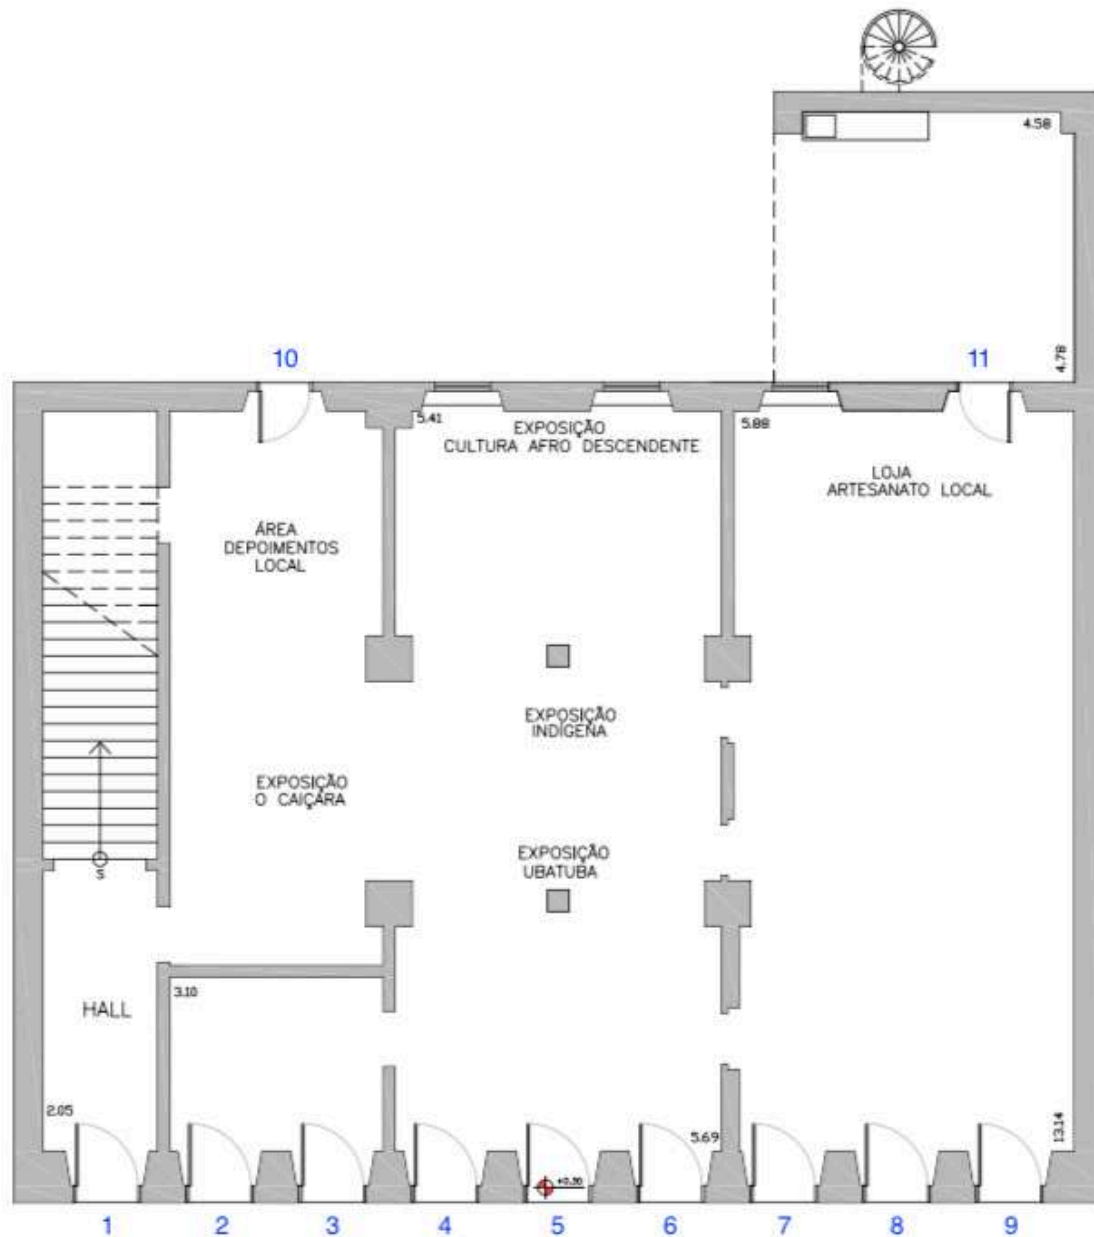 4.58
4.78
10
11
5.41
EXPOSIÇÃO
CULTURA AFRO DESCENDENTE
5.88
LOJA
ARTESANATO LOCAL
ÁREA
DEPOIMENTOS
LOCAL
EXPOSIÇÃO
INDÍGENA
EXPOSIÇÃO
O CAIÇARA
EXPOSIÇÃO
UBATUBA
S
3.10
HALL
2.05
5.69
13.14
+0.30
1 2 3 4 5 6 7 8 9